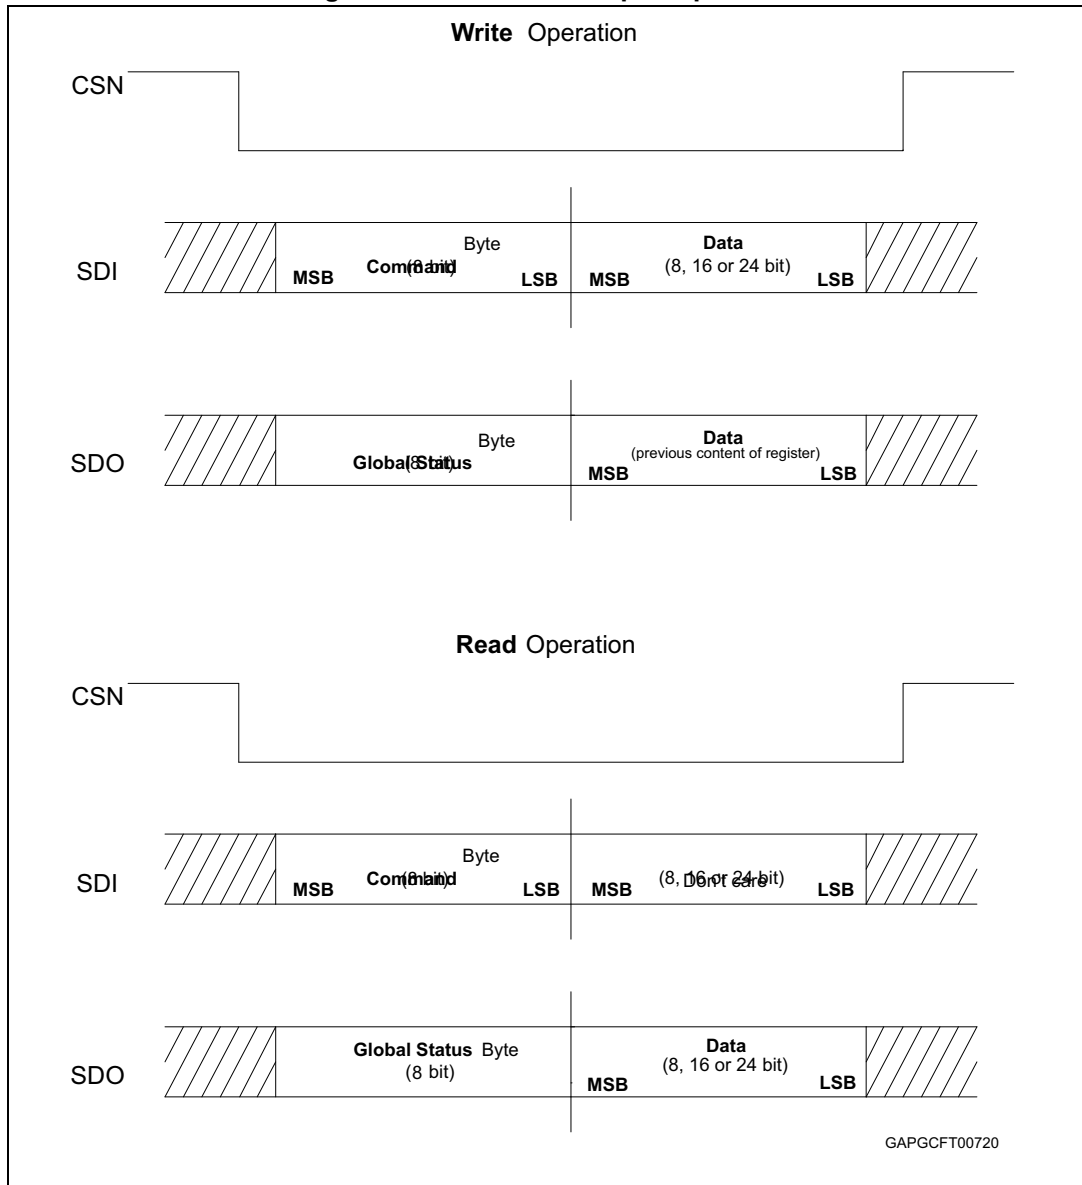 Write Operation
CSN
SDI
Byte
Command
(8 bit)
MSB
LSB
Data
(8, 16 or 24 bit)
MSB
LSB
SDO
Byte
Global Status
(8 bit)
Data
(previous content of register)
MSB
LSB
Read Operation
CSN
SDI
Byte
Command
(8 bit)
MSB
LSB
(8, 16 or 24 bit)
Don't care
MSB
LSB
SDO
Global Status Byte
(8 bit)
Data
(8, 16 or 24 bit)
MSB
LSB
GAPGCFT00720